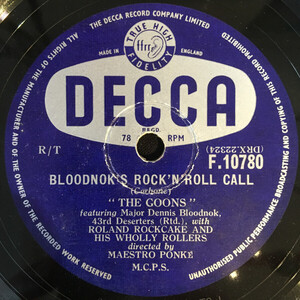 THE DECCA RECORD COMPANY LIMITED
ALL RIGHTS OF THE MANUFACTURER AND OF THE OWNER OF THE RECORDED WORK RESERVED
UNAUTHORISED PUBLIC PERFORMANCE BROADCASTING AND COPYING OF THIS RECORD PROHIBITED
TRUE HIGH
ffrr
FIDELITY
MADE IN ENGLAND
DECCA
REGD.
78 RPM
R/T
(DRX.22324)
F.10780
BLOODNOK'S ROCK'N'ROLL CALL
(Carbone)
"THE GOONS"
featuring Major Dennis Bloodnok,
43rd Deserters (Rtd.), with
ROLAND ROCKCAKE AND
HIS WHOLLY ROLLERS
directed by
MAESTRO PONKE
M.C.P.S.